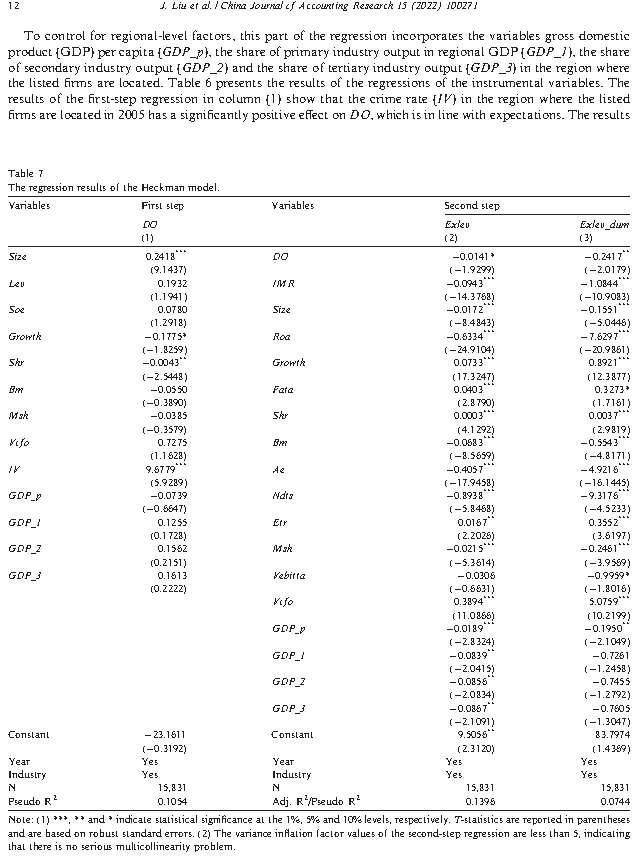 12 J. Liu et al. / China Journal of Accounting Research 15 (2022) 100271
To control for regional-level factors, this part of the regression incorporates the variables gross domestic
product (GDP) per capita (GDP_p), the share of primary industry output in regional GDP (GDP_1), the share
of secondary industry output (GDP_2) and the share of tertiary industry output (GDP_3) in the region where
the listed firms are located. Table 6 presents the results of the regressions of the instrumental variables. The
results of the first-step regression in column (1) show that the crime rate (IV) in the region where the listed
firms are located in 2005 has a significantly positive effect on DO, which is in line with expectations. The results
Table 7
The regression results of the Heckman model.
Variables First step Variables Second step
DO Exlev Exlev_dum
(1) (2) (3)
Size 0.2418*** DO −0.0141* −0.2417**
(9.1437) (−1.9299) (−2.0179)
Lev 0.1932 IMR −0.0943*** −1.0844***
(1.1941) (−14.3768) (−10.9083)
Soe 0.0780 Size −0.0172*** −0.1551***
(1.2918) (−8.4843) (−5.0446)
Growth −0.1775* Roa −0.6334*** −7.6297***
(−1.8259) (−24.9104) (−20.9861)
Shr −0.0043** Growth 0.0733*** 0.8921***
(−2.5448) (17.3247) (12.3877)
Bm −0.0550 Fata 0.0403*** 0.3273*
(−0.3890) (2.8790) (1.7161)
Msh −0.0385 Shr 0.0003*** 0.0037***
(−0.3579) (4.1292) (2.9819)
Vcfo 0.7275 Bm −0.0683*** −0.5543***
(1.1628) (−8.5659) (−4.8171)
IV 9.6779*** Ae −0.4057*** −4.9216***
(5.9289) (−17.9458) (−16.1445)
GDP_p −0.0739 Ndts −0.8938*** −9.3176***
(−0.6647) (−5.8468) (−4.5233)
GDP_1 0.1255 Etr 0.0167** 0.3552***
(0.1728) (2.2026) (3.6197)
GDP_2 0.1562 Msh −0.0215*** −0.2461***
(0.2151) (−5.3614) (−3.9569)
GDP_3 0.1613 Vebitta −0.0306 −0.9959*
(0.2222) (−0.6631) (−1.8016)
Vcfo 0.3894*** 5.0759***
(11.0866) (10.2199)
GDP_p −0.0189*** −0.1950**
(−2.8324) (−2.1049)
GDP_1 −0.0839** −0.7261
(−2.0415) (−1.2458)
GDP_2 −0.0856** −0.7455
(−2.0834) (−1.2792)
GDP_3 −0.0867** −0.7605
(−2.1091) (−1.3047)
Constant −23.1611 Constant 9.5056** 83.7974
(−0.3192) (2.3120) (1.4369)
Year Yes Year Yes Yes
Industry Yes Industry Yes Yes
N 15,831 N 15,831 15,831
Pseudo R2 0.1054 Adj. R2/Pseudo R2 0.1396 0.0744
Note: (1) ***, ** and * indicate statistical significance at the 1%, 5% and 10% levels, respectively. T-statistics are reported in parentheses
and are based on robust standard errors. (2) The variance inflation factor values of the second-step regression are less than 5, indicating
that there is no serious multicollinearity problem.